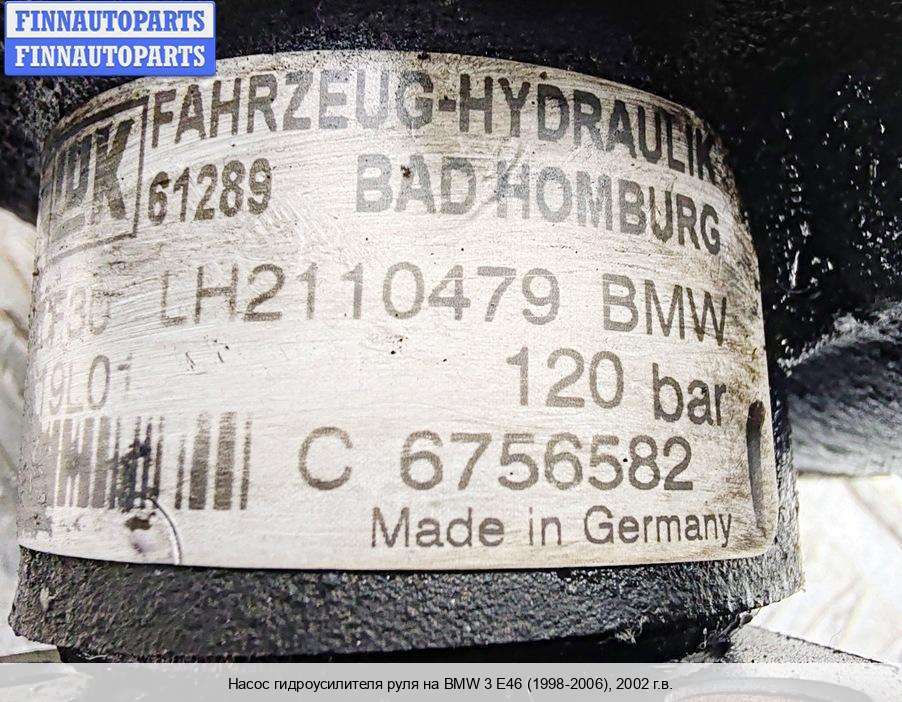 FINNAUTOPARTS
FINNAUTOPARTS
FAHRZEUG-HYDRAULIK
61289 BAD HOMBURG
LH2110479 BMW
19L01 120 bar
C 6756582
Made in Germany
Насос гидроусилителя руля на BMW 3 E46 (1998-2006), 2002 г.в.